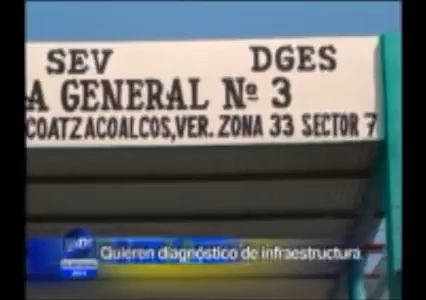 SEV DGES
A GENERAL Nº 3
COATZACOALCOS, VER. ZONA 33 SECTOR 7
Quieren diagnóstico de infraestructura.